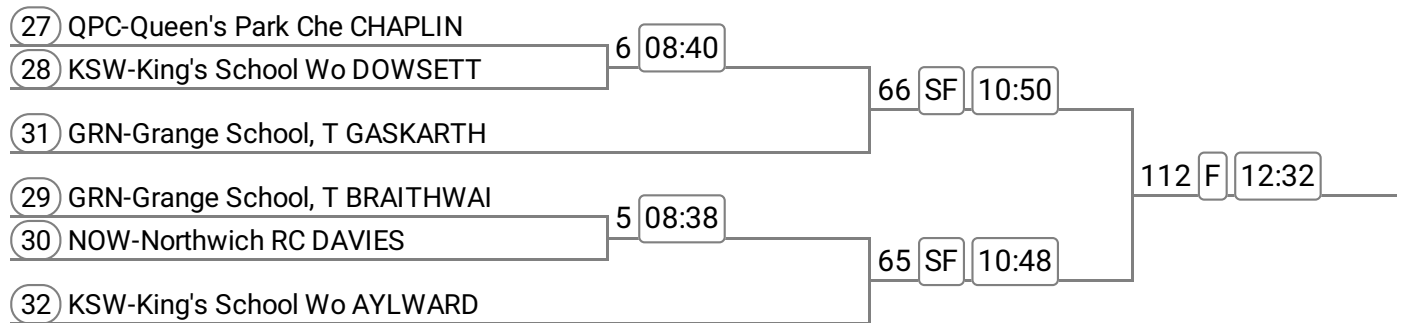 27 QPC-Queen's Park Che CHAPLIN
6 08:40
28 KSW-King's School Wo DOWSETT
66 SF 10:50
31 GRN-Grange School, T GASKARTH
112 F 12:32
29 GRN-Grange School, T BRAITHWAI
5 08:38
30 NOW-Northwich RC DAVIES
65 SF 10:48
32 KSW-King's School Wo AYLWARD